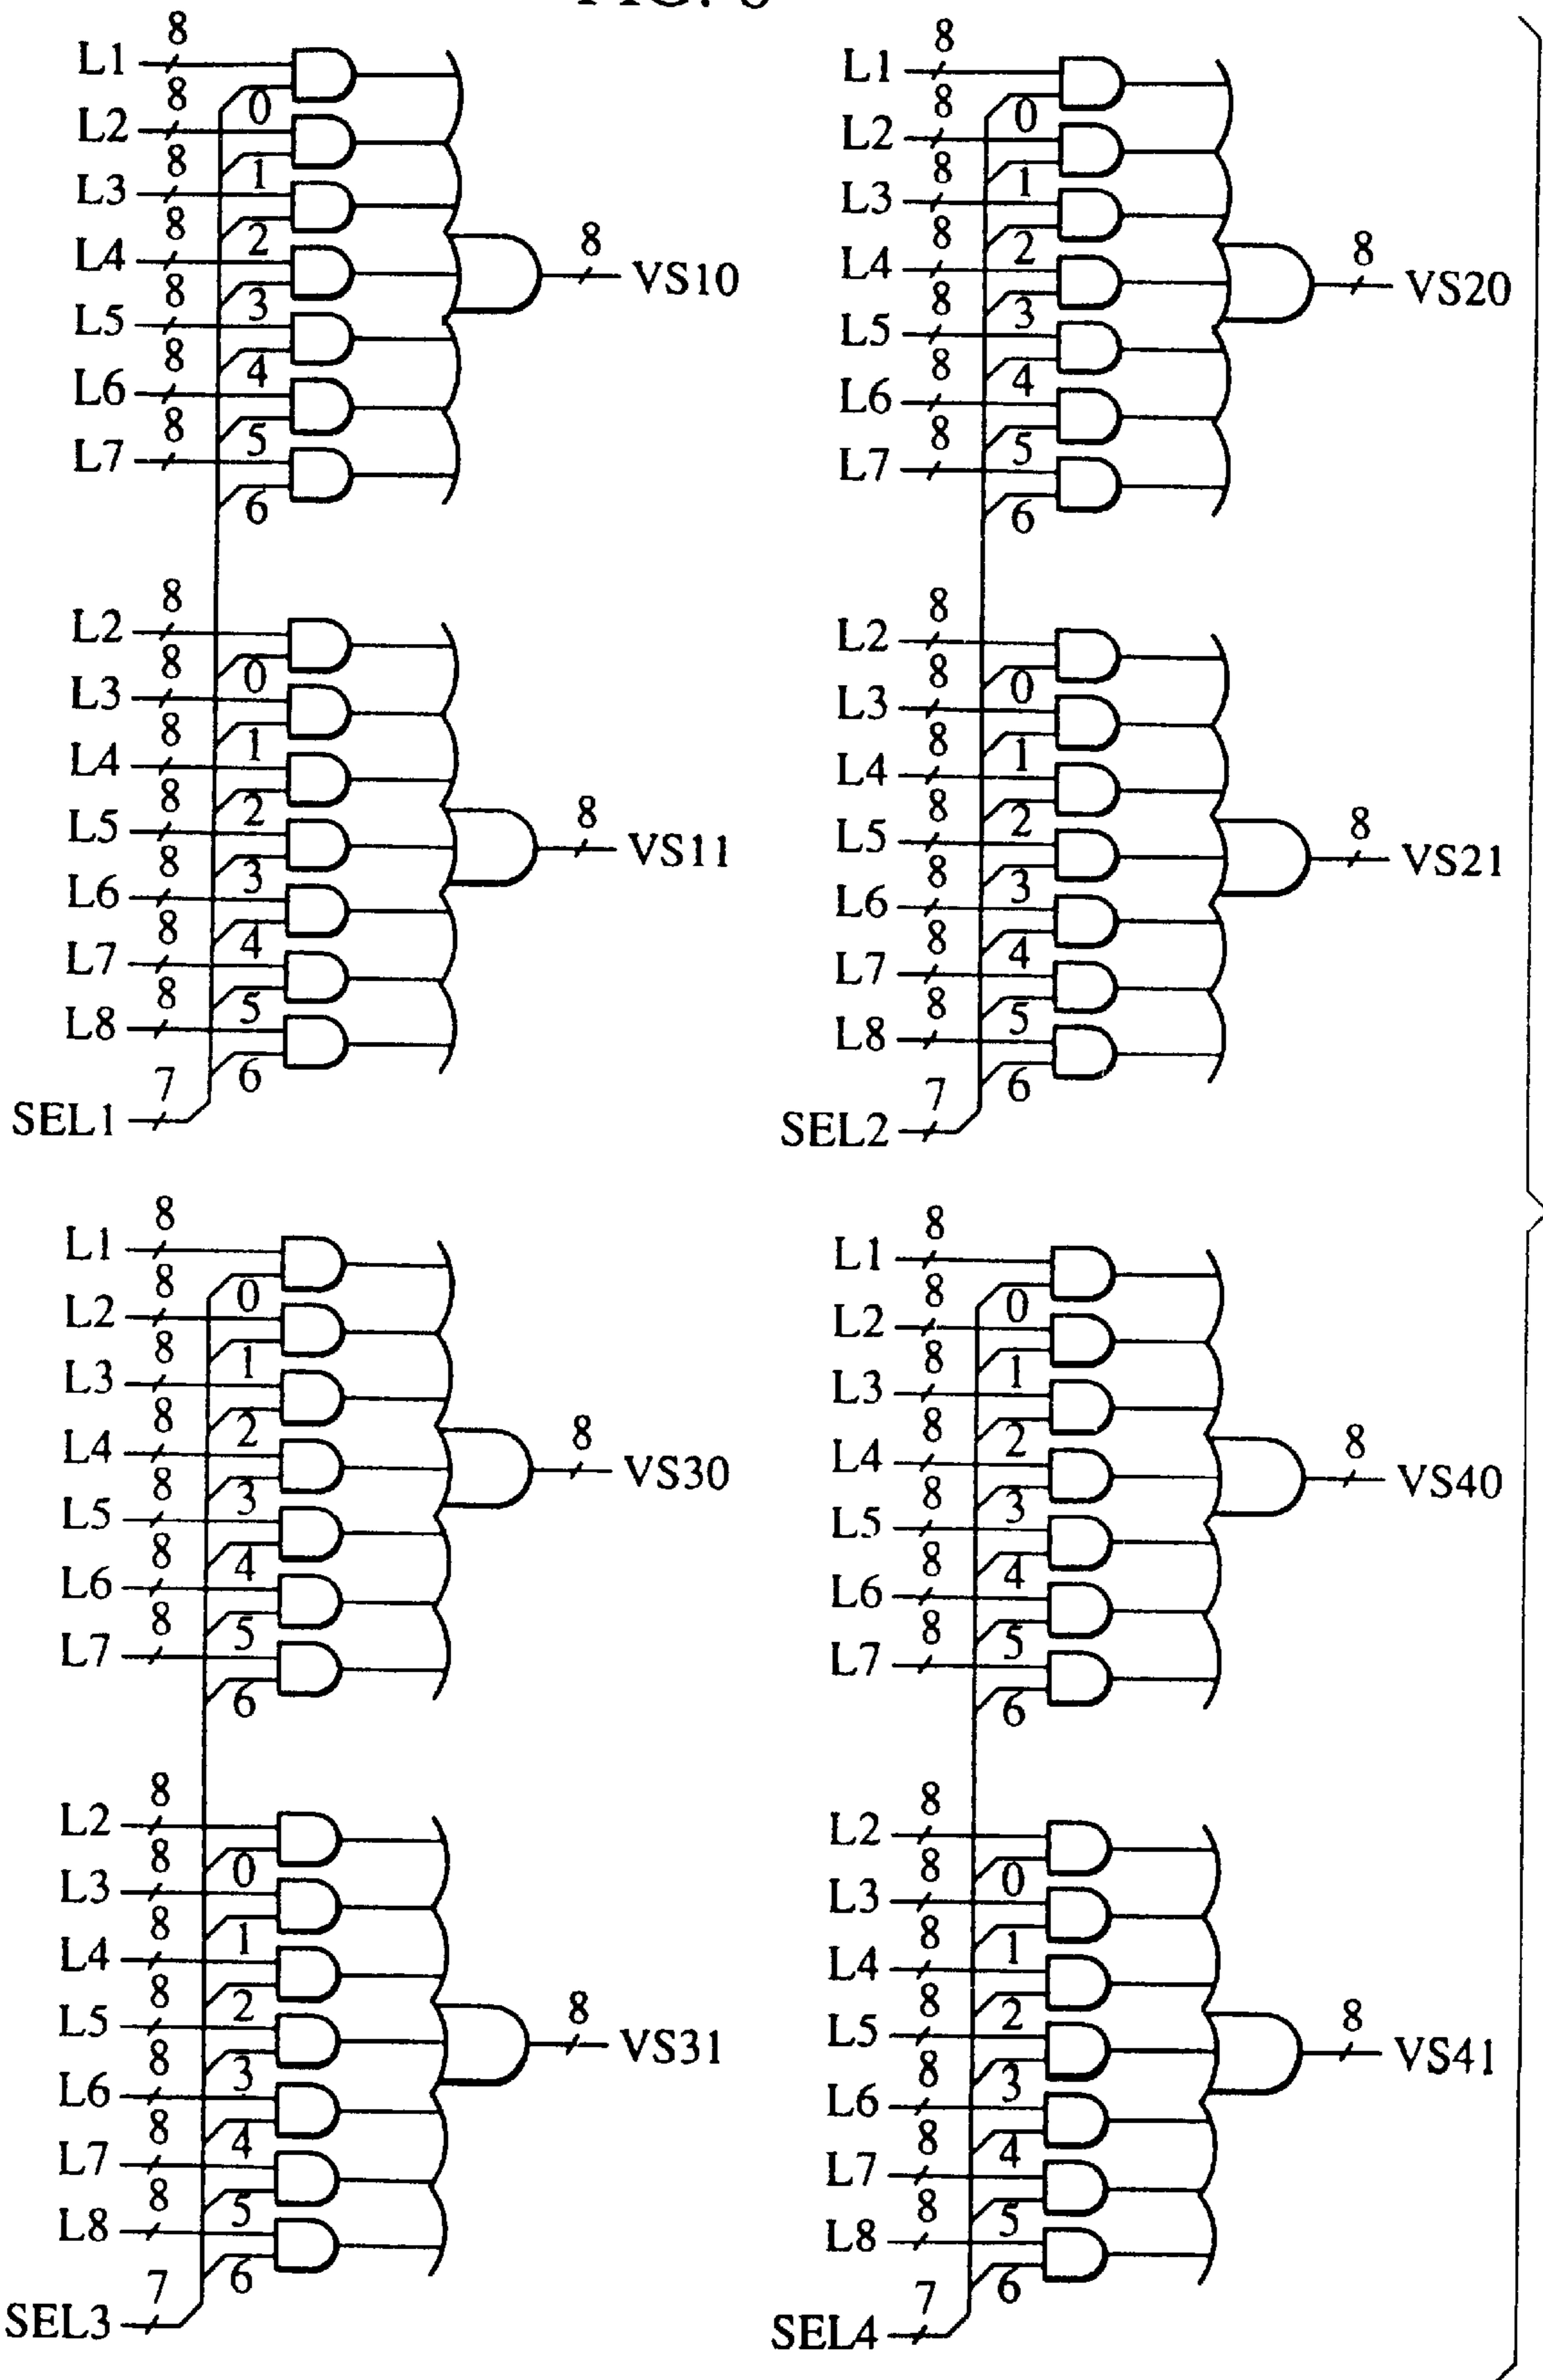 8 8
L1 L1
8 0 8 0
L2 L2
8 1 8 1
L3 L3
8 2 8 2
L4 8 VS10 L4 8 VS20
8 3 8 3
L5 L5
8 4 8 4
L6 L6
8 5 8 5
L7 L7
6 6
8 8
L2 L2
8 0 8 0
L3 L3
8 1 8 1
L4 L4
8 2 8 2
L5 8 VS11 L5 8 VS21
8 3 8 3
L6 L6
8 4 8 4
L7 L7
8 5 8 5
L8 L8
7 6 7 6
SEL1 SEL2
8 8
L1 L1
8 0 8 0
L2 L2
8 1 8 1
L3 L3
8 2 8 2
L4 8 VS30 L4 8 VS40
8 3 8 3
L5 L5
8 4 8 4
L6 L6
8 5 8 5
L7 L7
6 6
8 8
L2 L2
8 0 8 0
L3 L3
8 1 8 1
L4 L4
8 2 8 2
L5 8 VS31 L5 8 VS41
8 3 8 3
L6 L6
8 4 8 4
L7 L7
8 5 8 5
L8 L8
7 6 7 6
SEL3 SEL4